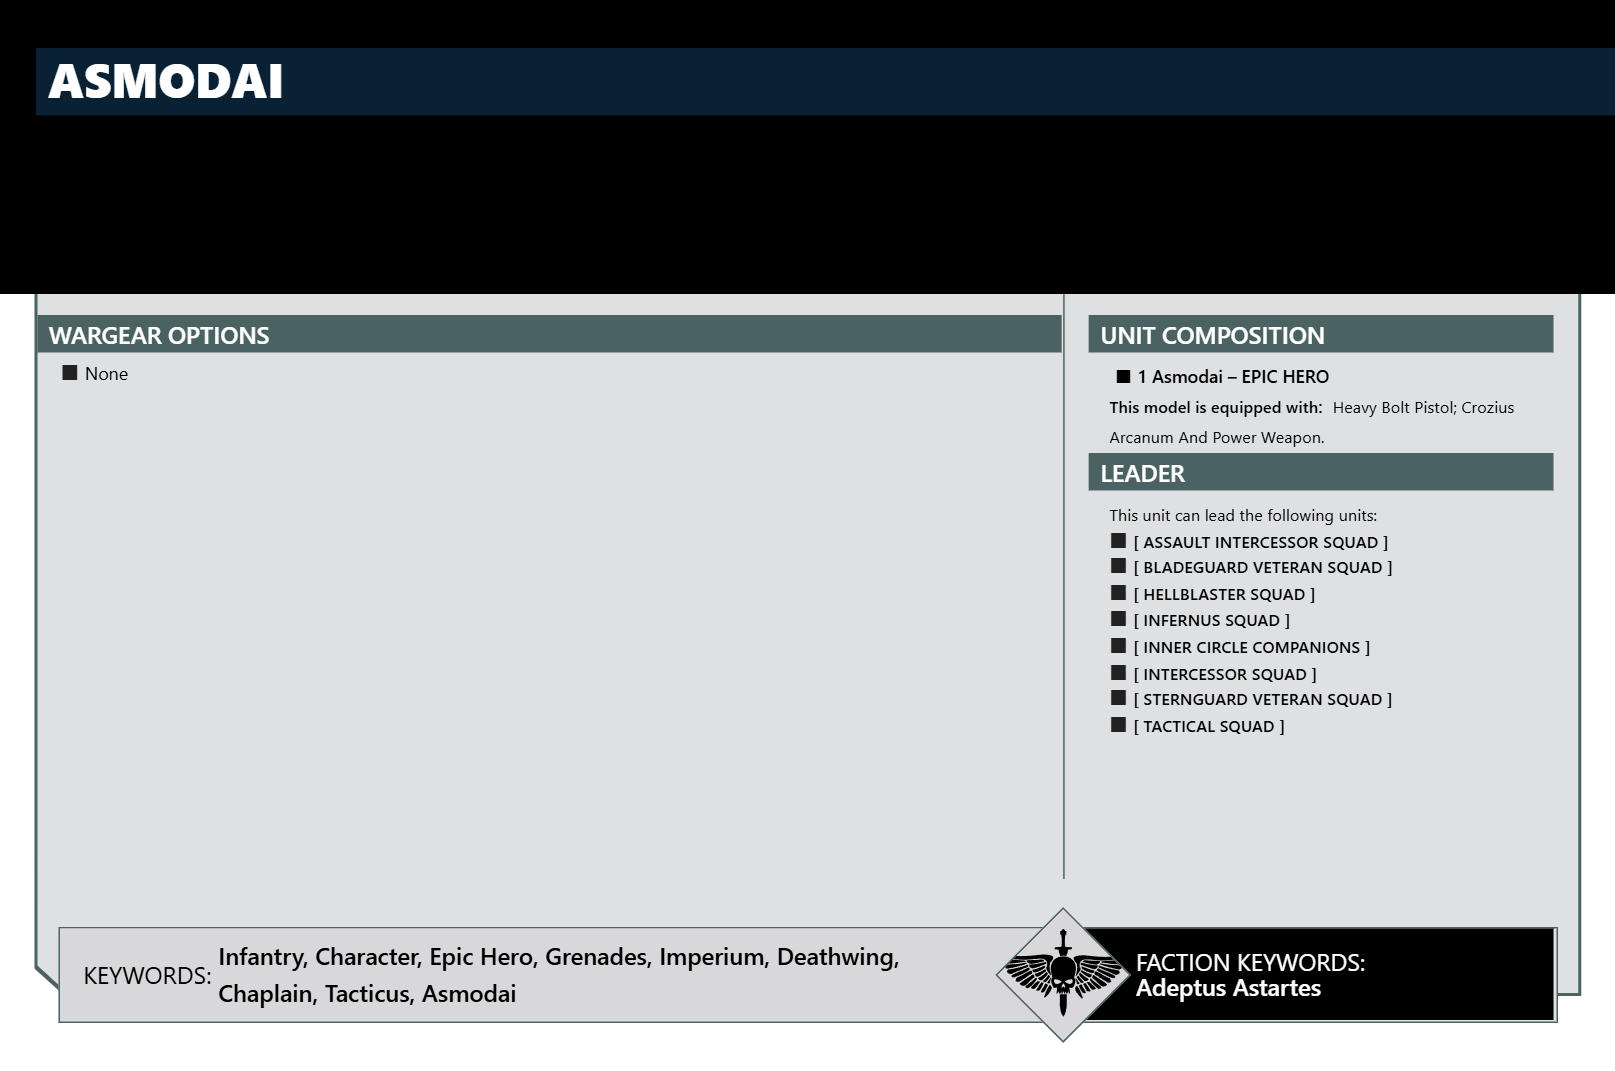 ASMODAI
WARGEAR OPTIONS
None
UNIT COMPOSITION
1 Asmodai – EPIC HERO
This model is equipped with: Heavy Bolt Pistol; Crozius
Arcanum And Power Weapon.
LEADER
This unit can lead the following units:
[ ASSAULT INTERCESSOR SQUAD ]
[ BLADEGUARD VETERAN SQUAD ]
[ HELLBLASTER SQUAD ]
[ INFERNUS SQUAD ]
[ INNER CIRCLE COMPANIONS ]
[ INTERCESSOR SQUAD ]
[ STERNGUARD VETERAN SQUAD ]
[ TACTICAL SQUAD ]
KEYWORDS: Infantry, Character, Epic Hero, Grenades, Imperium, Deathwing,
Chaplain, Tacticus, Asmodai
FACTION KEYWORDS:
Adeptus Astartes